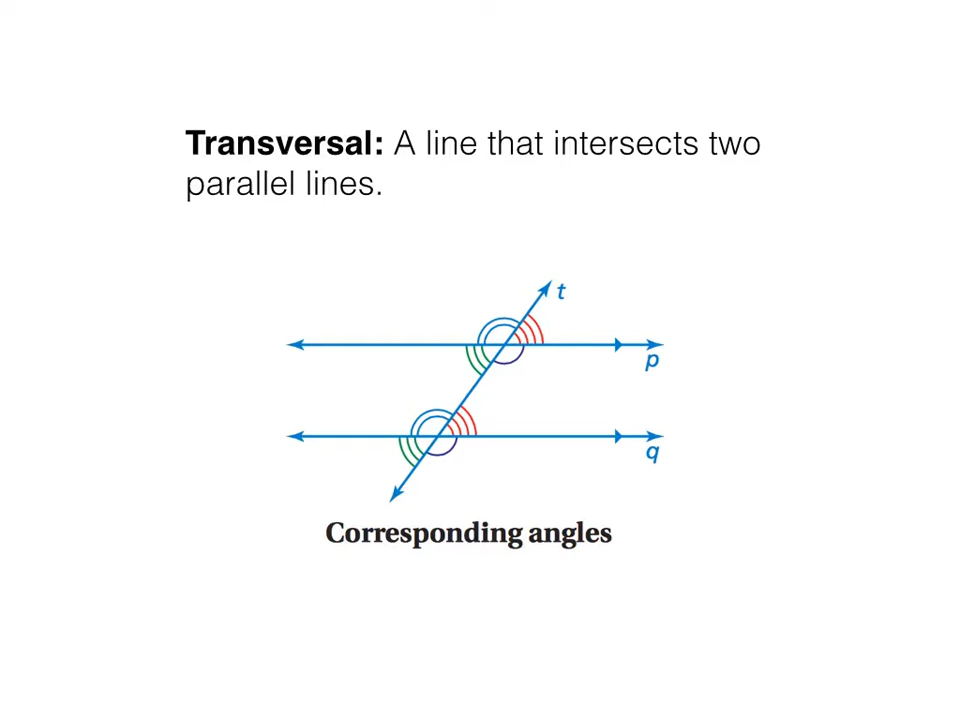 Transversal: A line that intersects two
parallel lines.
t
p
q
Corresponding angles